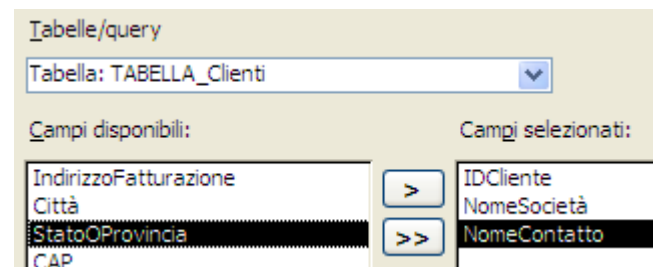 Tabelle/query
Tabella: TABELLA_Clienti
Campi disponibili:
Campi selezionati:
IndirizzoFatturazione
Città
StatoOProvincia
CAP
>
>>
IDCliente
NomeSocietà
NomeContatto